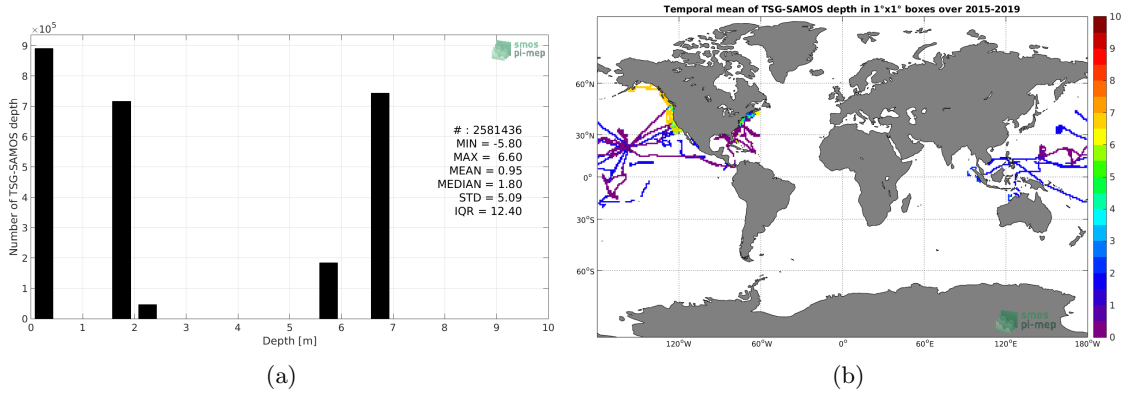 ×10⁵
9
8
7
6
5
4
3
2
1
0
Number of TSG-SAMOS depth
smos
pi-mep
# : 2581436
MIN = -5.80
MAX = 6.60
MEAN = 0.95
MEDIAN = 1.80
STD = 5.09
IQR = 12.40
0 1 2 3 4 5 6 7 8 9 10
Depth [m]
(a)
Temporal mean of TSG-SAMOS depth in 1°x1° boxes over 2015-2019
60°N
30°N
0°
30°S
60°S
120°W 60°W 0° 60°E 120°E 180°W
smos
pi-mep
10
9
8
7
6
5
4
3
2
1
0
(b)